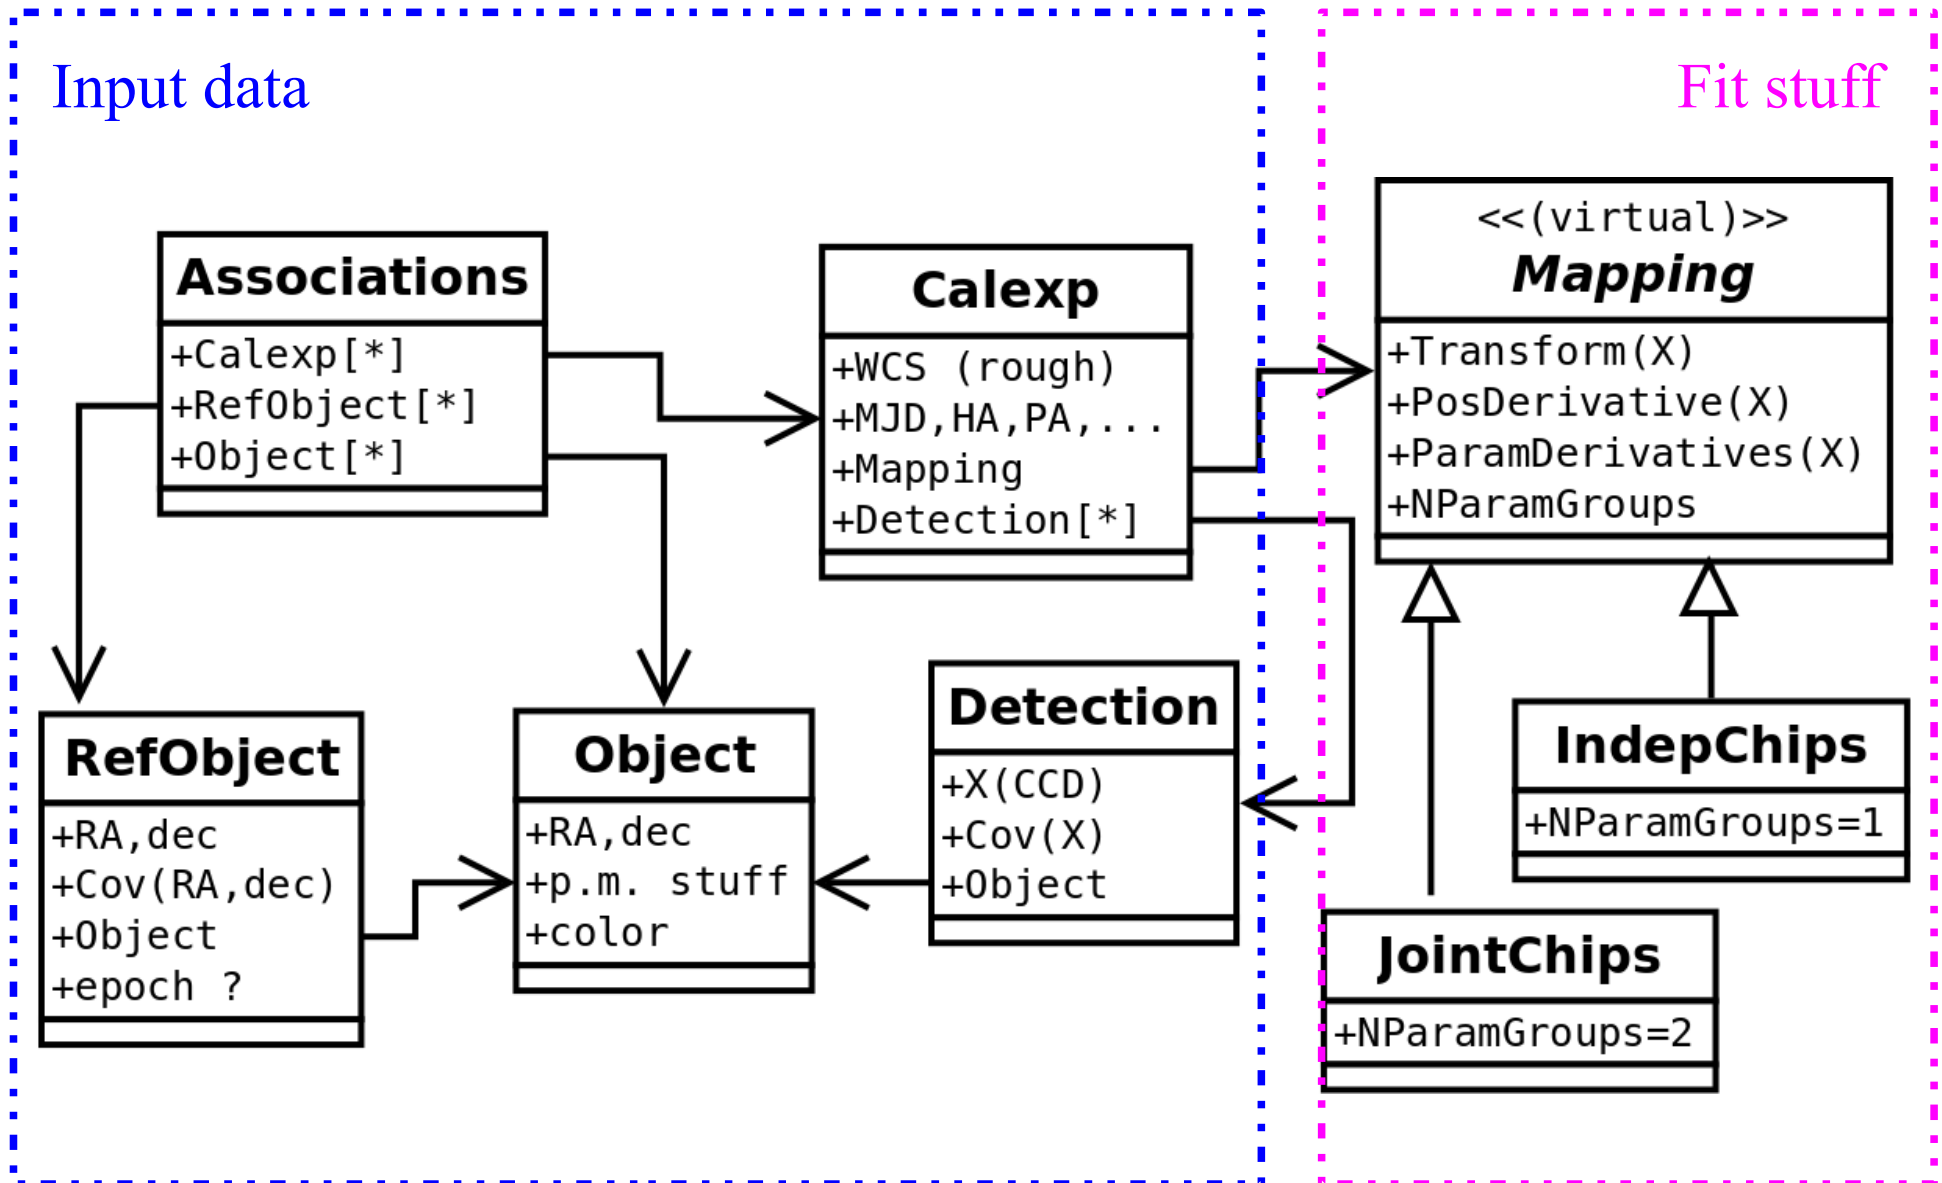 Input data
Fit stuff
Associations
+Calexp[*]
+RefObject[*]
+Object[*]
Calexp
+WCS (rough)
+MJD,HA,PA,...
+Mapping
+Detection[*]
<<(virtual)>>
Mapping
+Transform(X)
+PosDerivative(X)
+ParamDerivatives(X)
+NParamGroups
RefObject
+RA,dec
+Cov(RA,dec)
+Object
+epoch ?
Object
+RA,dec
+p.m. stuff
+color
Detection
+X(CCD)
+Cov(X)
+Object
IndepChips
+NParamGroups=1
JointChips
+NParamGroups=2